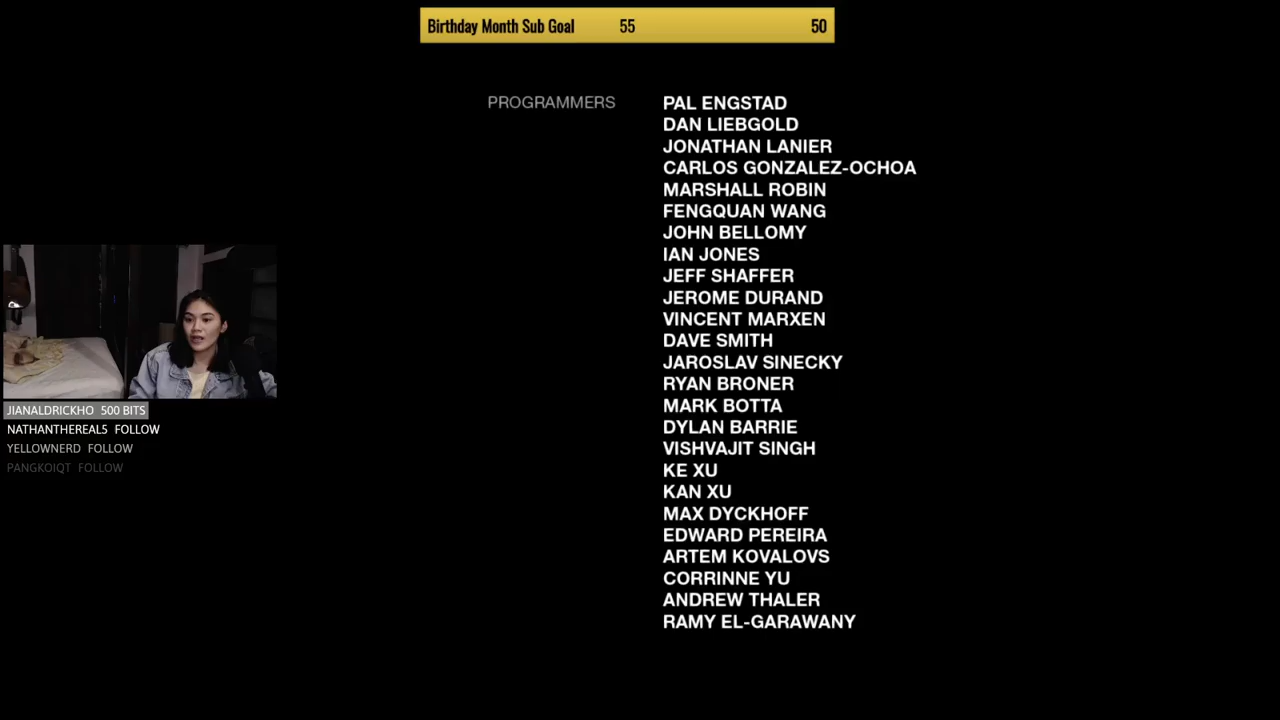 Birthday Month Sub Goal 55 50
PROGRAMMERS PAL ENGSTAD
DAN LIEBGOLD
JONATHAN LANIER
CARLOS GONZALEZ-OCHOA
MARSHALL ROBIN
FENGQUAN WANG
JOHN BELLOMY
IAN JONES
JEFF SHAFFER
JEROME DURAND
VINCENT MARXEN
DAVE SMITH
JAROSLAV SINECKY
RYAN BRONER
MARK BOTTA
DYLAN BARRIE
VISHVAJIT SINGH
KE XU
KAN XU
MAX DYCKHOFF
EDWARD PEREIRA
ARTEM KOVALOVS
CORRINNE YU
ANDREW THALER
RAMY EL-GARAWANY
JIANALDRICKHO 500 BITS
NATHANTHEREAL5 FOLLOW
YELLOWNERD FOLLOW
PANGKOIQT FOLLOW